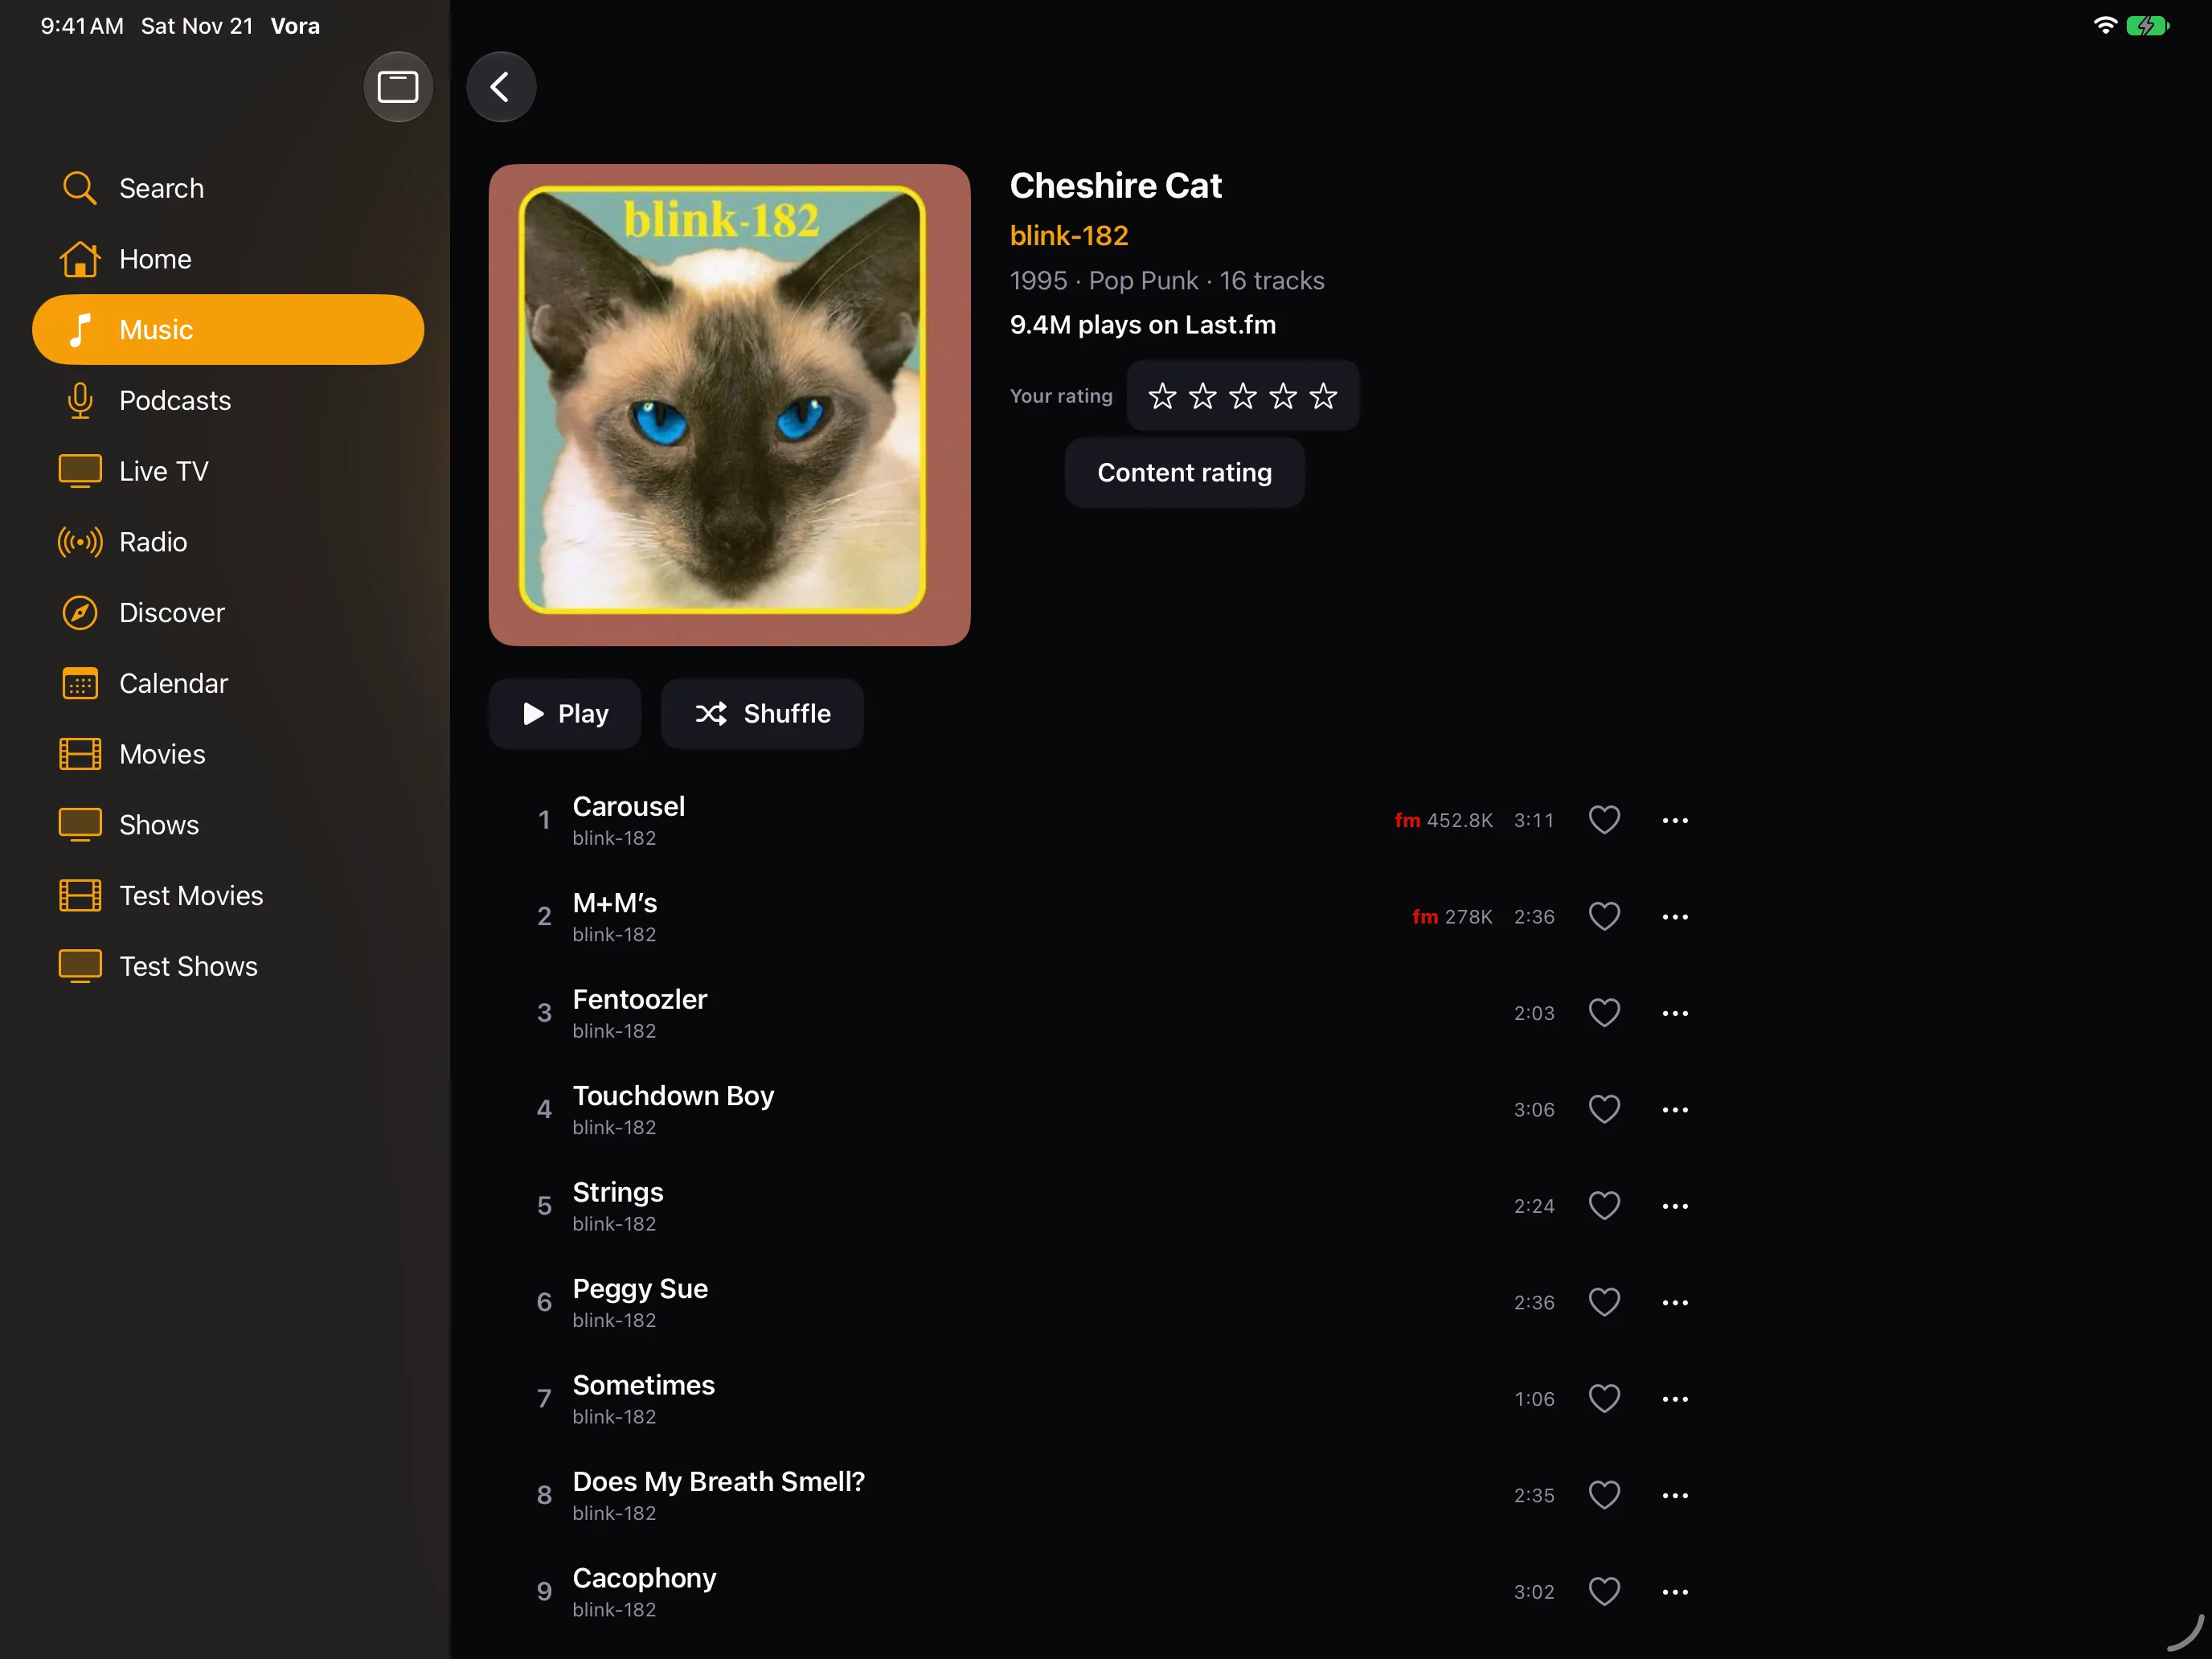 9:41 AM Sat Nov 21 Vora
Search
Home
Music
Podcasts
Live TV
Radio
Discover
Calendar
Movies
Shows
Test Movies
Test Shows
blink-182
Cheshire Cat
blink-182
1995 · Pop Punk · 16 tracks
9.4M plays on Last.fm
Your rating
Content rating
Play
Shuffle
1 Carousel fm 452.8K 3:11
blink-182
2 M+M’s fm 278K 2:36
blink-182
3 Fentoozler 2:03
blink-182
4 Touchdown Boy 3:06
blink-182
5 Strings 2:24
blink-182
6 Peggy Sue 2:36
blink-182
7 Sometimes 1:06
blink-182
8 Does My Breath Smell? 2:35
blink-182
9 Cacophony 3:02
blink-182